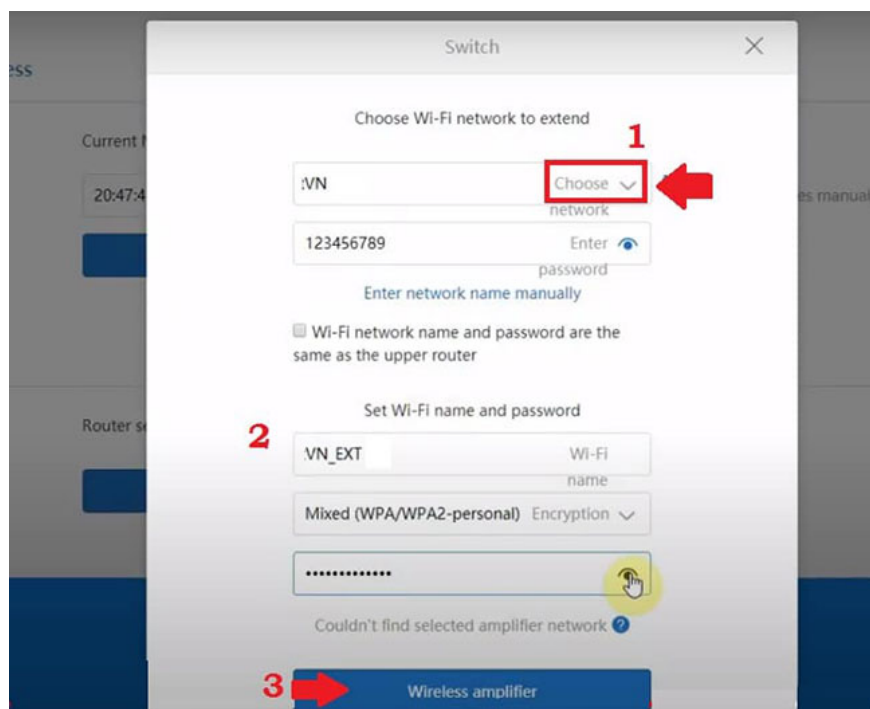 Switch
ess
Choose Wi-Fi network to extend
1
Current
:VN
Choose
network
20:47:4
es manual
123456789
Enter
password
Enter network name manually
Wi-Fi network name and password are the
same as the upper router
Set Wi-Fi name and password
Router se
2
:VN_EXT
Wi-Fi
name
Mixed (WPA/WPA2-personal)
Encryption
•••••••••••••
Couldn't find selected amplifier network ?
3
Wireless amplifier